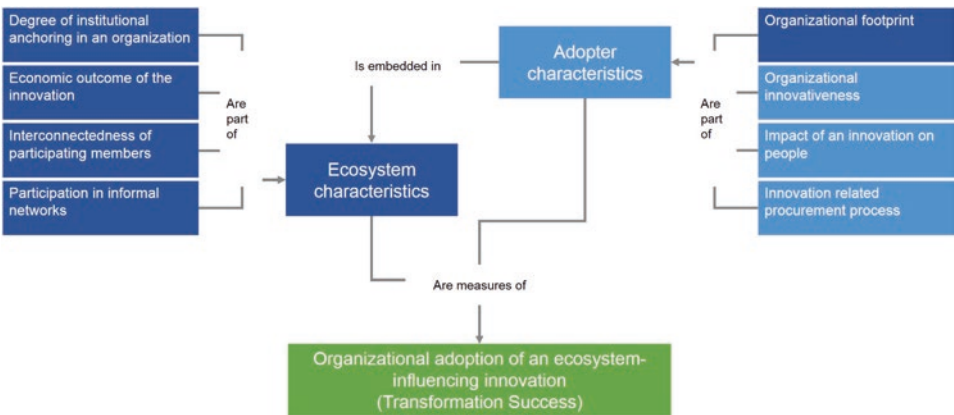 Degree of institutional
anchoring in an organization
Economic outcome of the
innovation
Interconnectedness of
participating members
Participation in informal
networks
Are
part
of
Is embedded in
Ecosystem
characteristics
Adopter
characteristics
Are
part
of
Organizational footprint
Organizational
innovativeness
Impact of an innovation on
people
Innovation related
procurement process
Are measures of
Organizational adoption of an ecosystem-
influencing innovation
(Transformation Success)